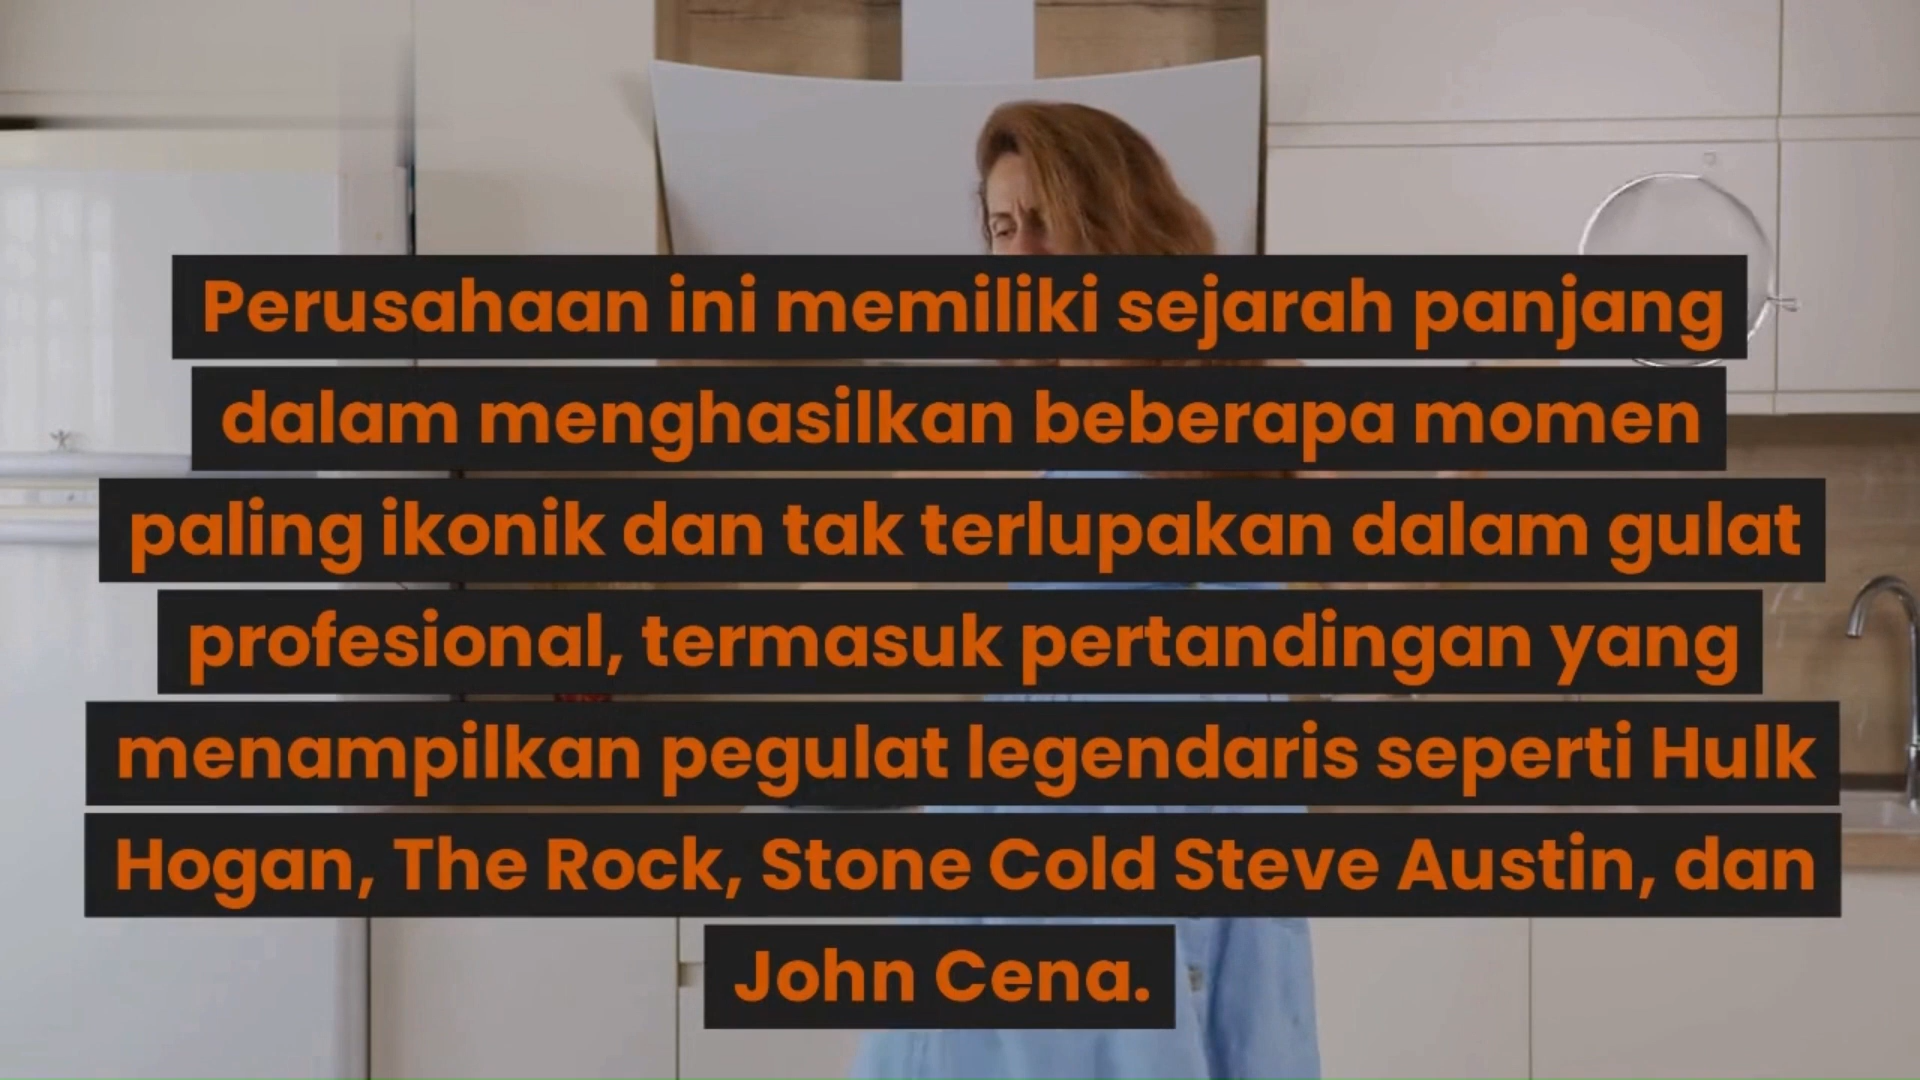 Perusahaan ini memiliki sejarah panjang
dalam menghasilkan beberapa momen
paling ikonik dan tak terlupakan dalam gulat
profesional, termasuk pertandingan yang
menampilkan pegulat legendaris seperti Hulk
Hogan, The Rock, Stone Cold Steve Austin, dan
John Cena.